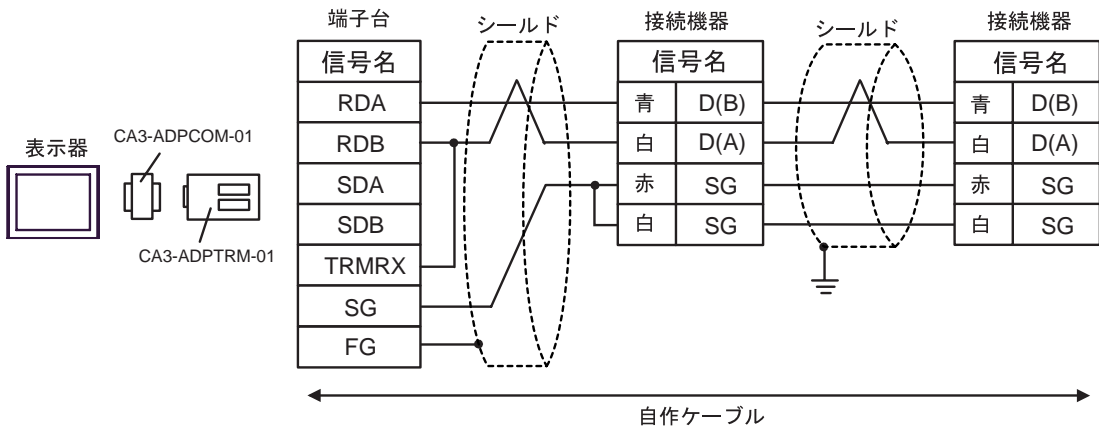 端子台
シールド
接続機器
シールド
接続機器
信号名
信号名
信号名
RDA
青 D(B)
青 D(B)
RDB
白 D(A)
白 D(A)
SDA
赤 SG
赤 SG
SDB
白 SG
白 SG
TRMRX
SG
FG
表示器
CA3-ADPCOM-01
CA3-ADPTRM-01
自作ケーブル